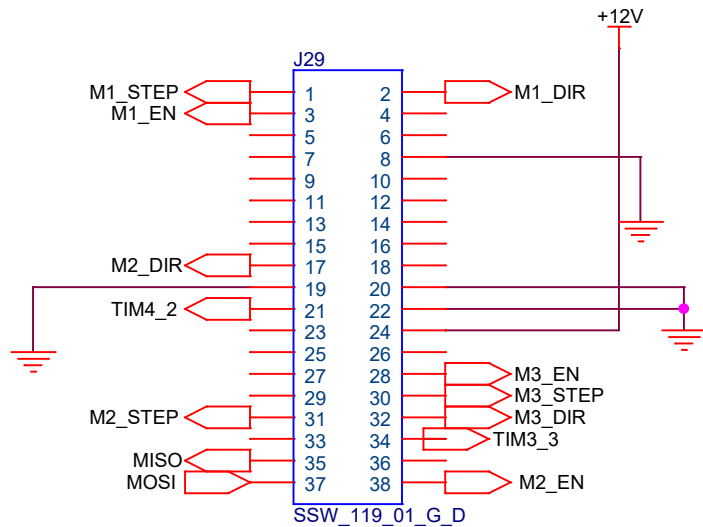 +12V
J29
M1_STEP 1 2 M1_DIR
M1_EN 3 4
5 6
7 8
9 10
11 12
13 14
15 16
M2_DIR 17 18
19 20
TIM4_2 21 22
23 24
25 26
27 28 M3_EN
29 30 M3_STEP
M2_STEP 31 32 M3_DIR
33 34 TIM3_3
MISO 35 36
MOSI 37 38 M2_EN
SSW_119_01_G_D